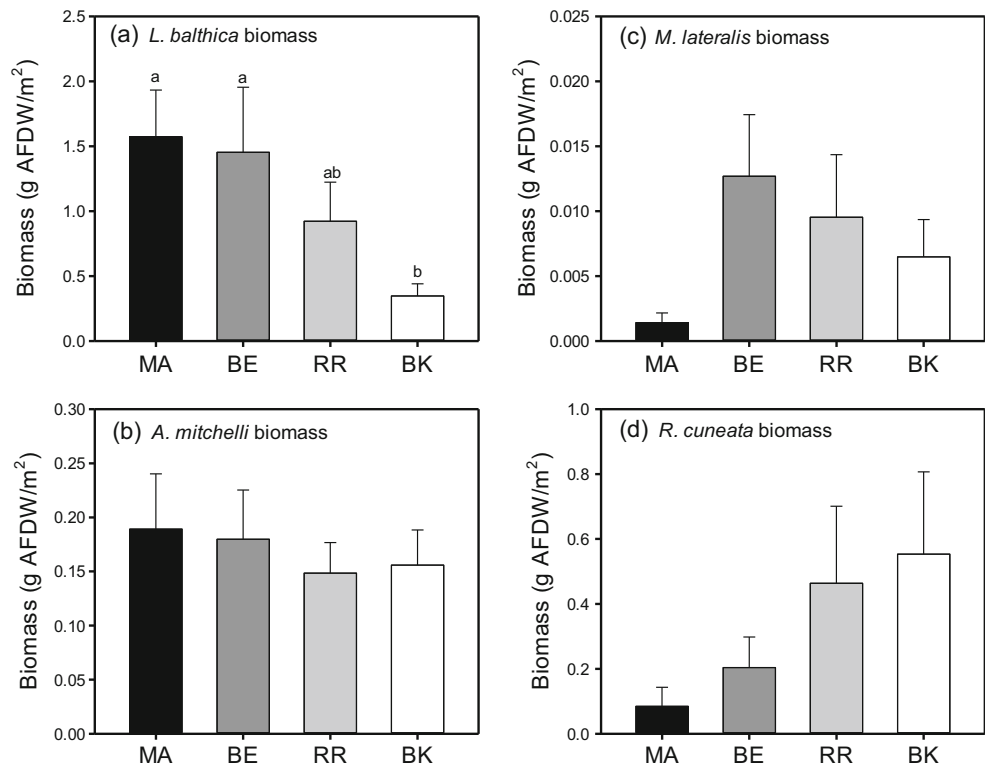 (a) L. balthica biomass
Biomass (g AFDW/m²)
2.5
2.0
1.5
1.0
0.5
0.0
a
a
ab
b
MA BE RR BK
(c) M. lateralis biomass
Biomass (g AFDW/m²)
0.025
0.020
0.015
0.010
0.005
0.000
MA BE RR BK
(b) A. mitchelli biomass
Biomass (g AFDW/m²)
0.30
0.25
0.20
0.15
0.10
0.05
0.00
MA BE RR BK
(d) R. cuneata biomass
Biomass (g AFDW/m²)
1.0
0.8
0.6
0.4
0.2
0.0
MA BE RR BK